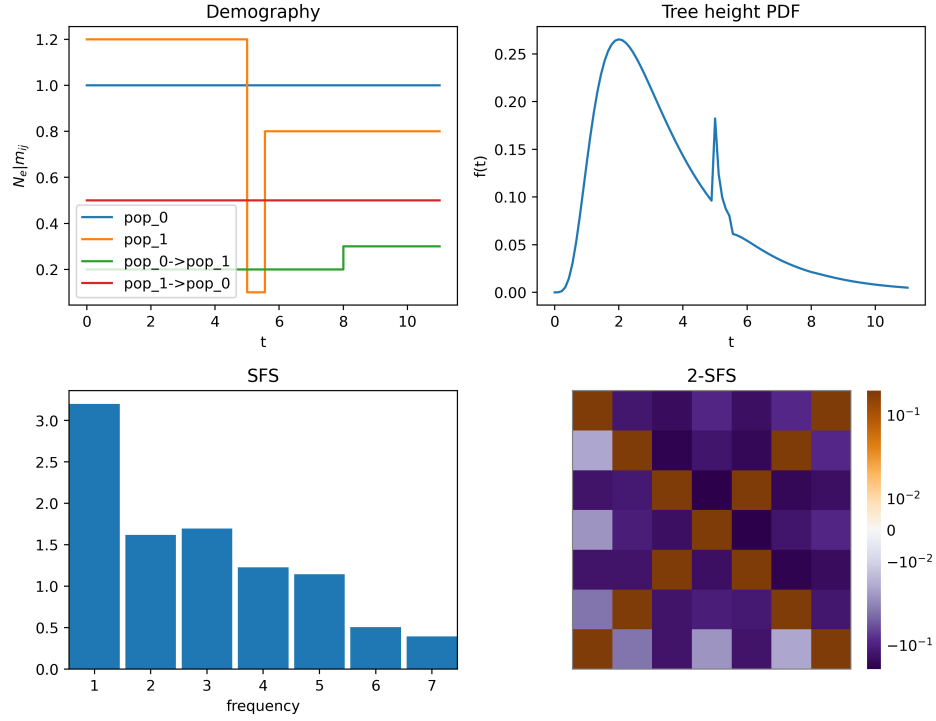 Demography
1.2
1.0
0.8
0.6
0.4
0.2
N_e|m_ij
pop_0
pop_1
pop_0->pop_1
pop_1->pop_0
0 2 4 6 8 10
t
Tree height PDF
0.25
0.20
0.15
0.10
0.05
0.00
f(t)
0 2 4 6 8 10
t
SFS
3.0
2.5
2.0
1.5
1.0
0.5
0.0
1 2 3 4 5 6 7
frequency
2-SFS
10⁻¹
10⁻²
0
−10⁻²
−10⁻¹